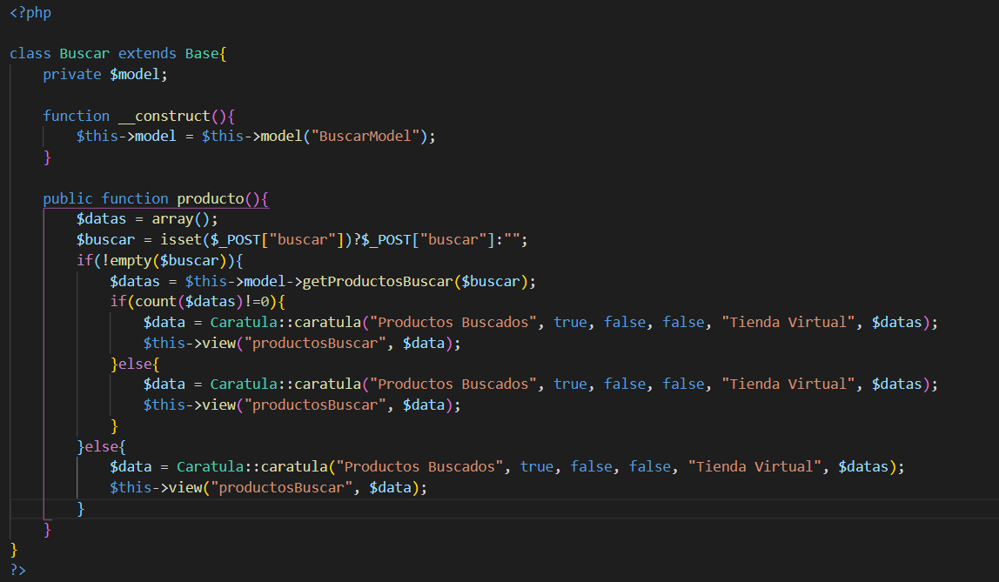 <?php
class Buscar extends Base{
    private $model;
    function __construct(){
        $this->model = $this->model("BuscarModel");
    }
    public function producto(){
        $datas = array();
        $buscar = isset($_POST["buscar"])?$_POST["buscar"]:"";
        if(!empty($buscar)){
            $datas = $this->model->getProductosBuscar($buscar);
            if(count($datas)!=0){
                $data = Caratula::caratula("Productos Buscados", true, false, false, "Tienda Virtual", $datas);
                $this->view("productosBuscar", $data);
            }else{
                $data = Caratula::caratula("Productos Buscados", true, false, false, "Tienda Virtual", $datas);
                $this->view("productosBuscar", $data);
            }
        }else{
            $data = Caratula::caratula("Productos Buscados", true, false, false, "Tienda Virtual", $datas);
            $this->view("productosBuscar", $data);
        }
    }
}
?>